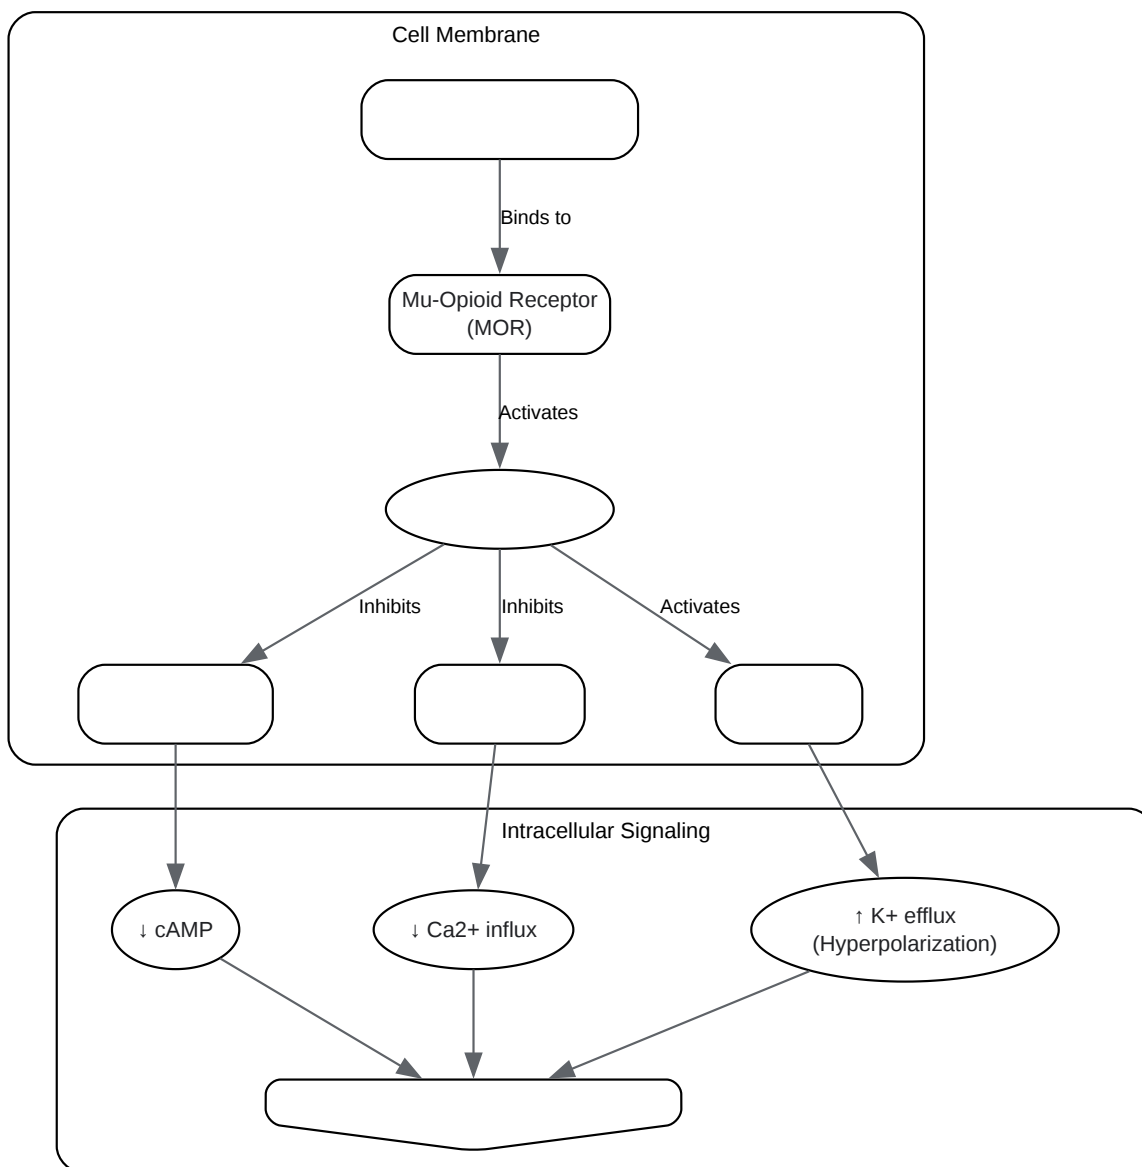 Cell Membrane
Binds to
Mu-Opioid Receptor
(MOR)
Activates
Inhibits
Inhibits
Activates
Intracellular Signaling
↓ cAMP
↓ Ca2+ influx
↑ K+ efflux
(Hyperpolarization)